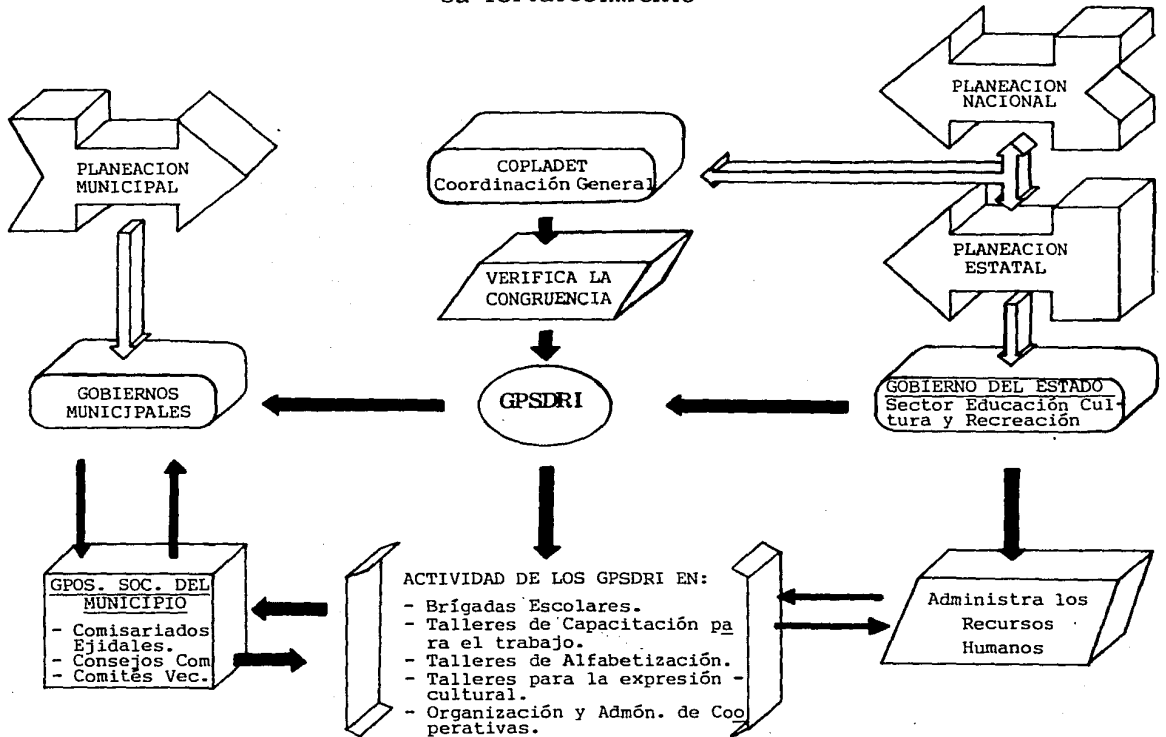 su fortalecimiento
PLANEACION
NACIONAL
PLANEACION
MUNICIPAL
COPLADET
Coordinación General
PLANEACION
ESTATAL
VERIFICA LA
CONGRUENCIA
GOBIERNOS
MUNICIPALES
GPSDRI
GOBIERNO DEL ESTADO
Sector Educación Cul-
tura y Recreación
GPOS. SOC. DEL
MUNICIPIO
- Comisariados
Ejidales.
- Consejos Com
- Comités Vec.
ACTIVIDAD DE LOS GPSDRI EN:
- Brígadas Escolares.
- Talleres de Capacitación pa
ra el trabajo.
- Talleres de Alfabetización.
- Talleres para la expresión -
cultural.
- Organización y Admón. de Coo
perativas.
Administra los
Recursos
Humanos